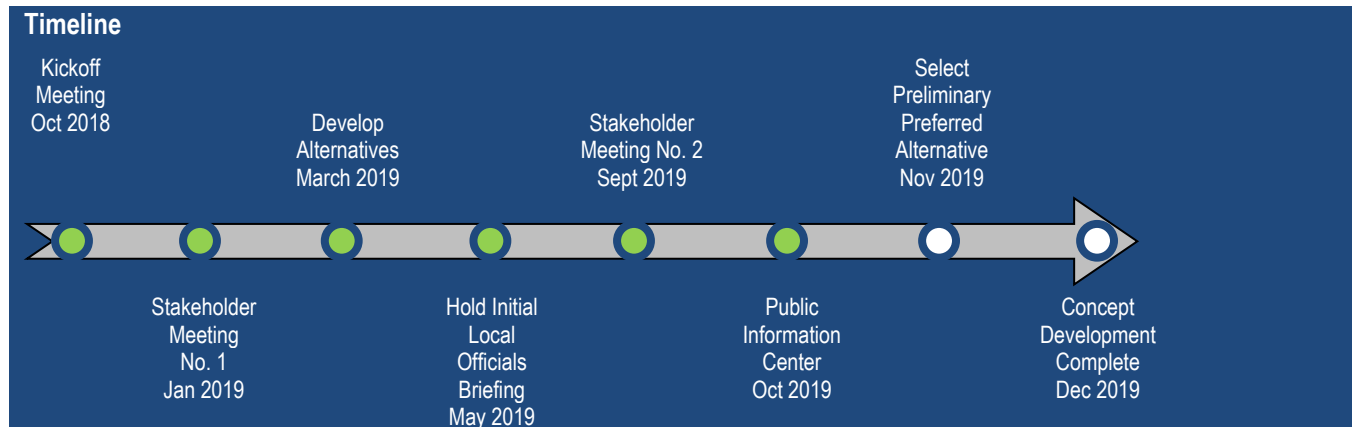 Timeline
Kickoff
Meeting
Oct 2018
Stakeholder
Meeting
No. 1
Jan 2019
Develop
Alternatives
March 2019
Hold Initial
Local
Officials
Briefing
May 2019
Stakeholder
Meeting No. 2
Sept 2019
Public
Information
Center
Oct 2019
Select
Preliminary
Preferred
Alternative
Nov 2019
Concept
Development
Complete
Dec 2019